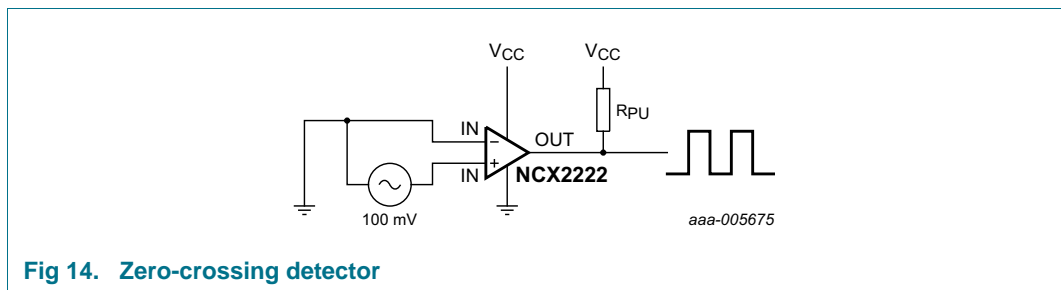 VCC
VCC
RPU
IN
OUT
−
+
IN
NCX2222
100 mV
aaa-005675
Fig 14. Zero-crossing detector